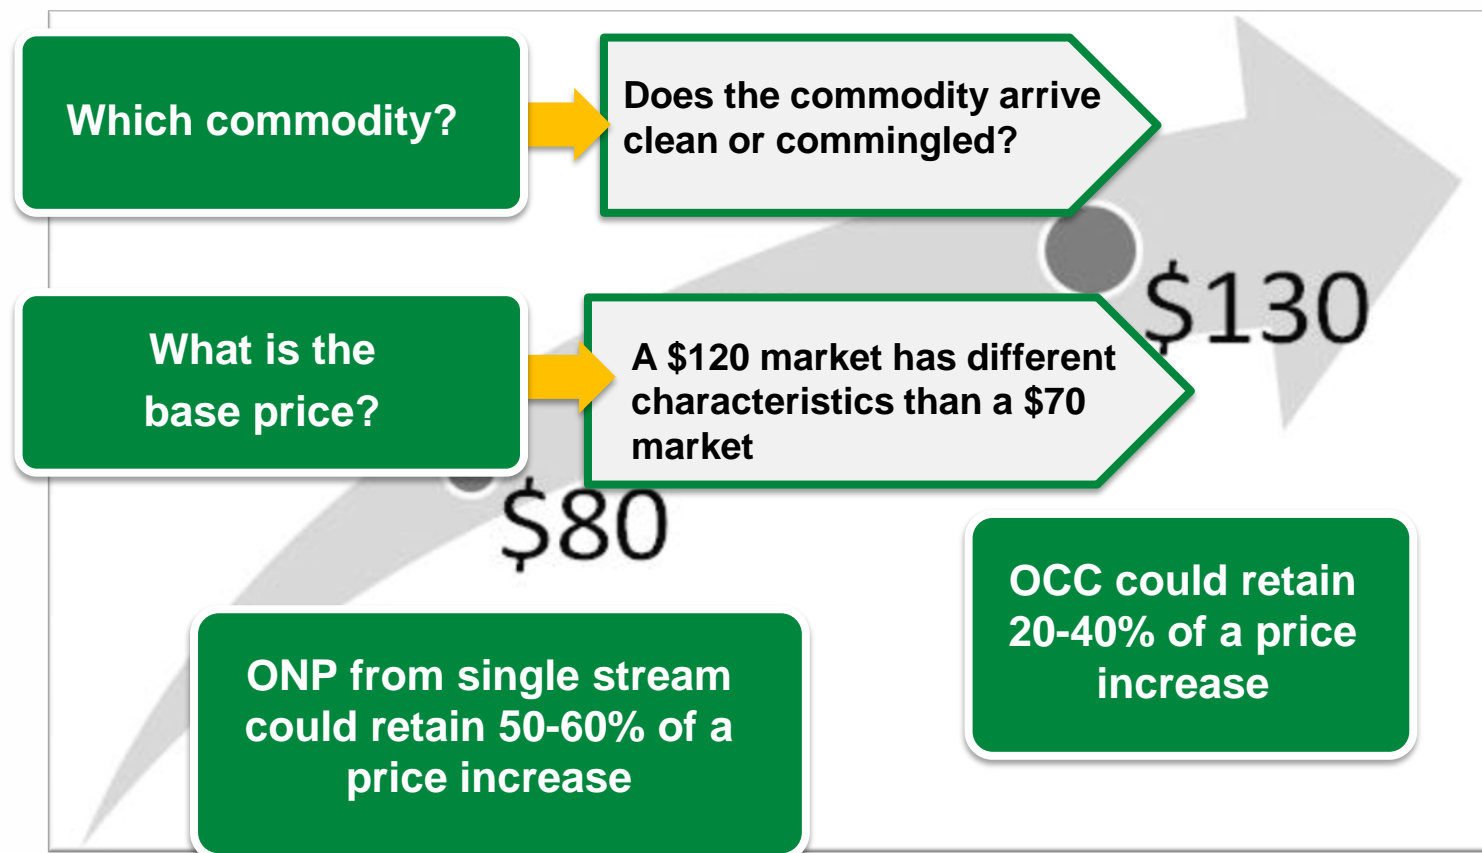 Which commodity?
Does the commodity arrive
clean or commingled?
$130
What is the
base price?
A $120 market has different
characteristics than a $70
market
$80
OCC could retain
20-40% of a price
increase
ONP from single stream
could retain 50-60% of a
price increase